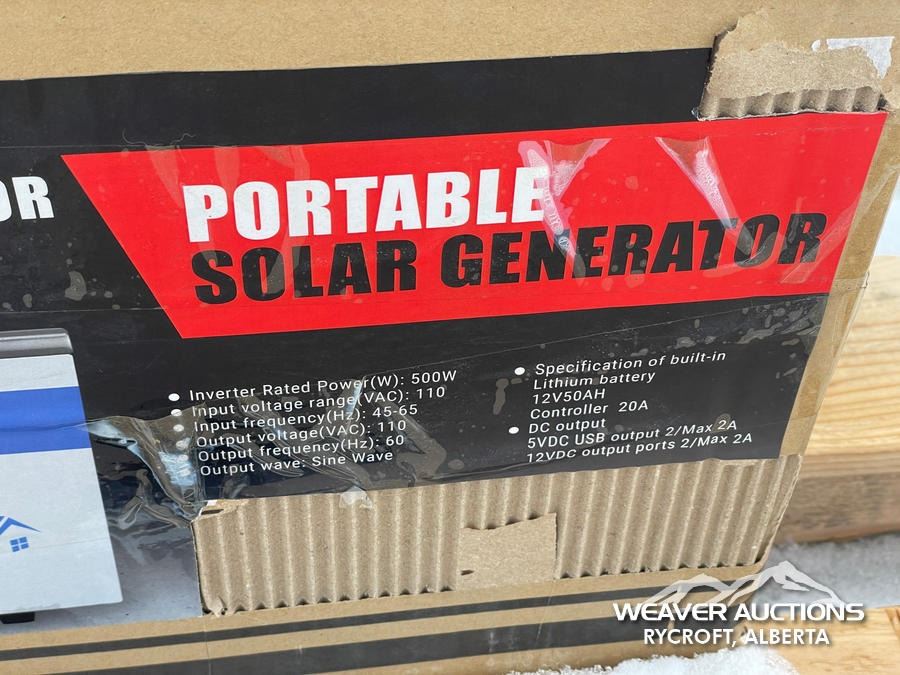 OR
PORTABLE
SOLAR GENERATOR
Inverter Rated Power(W): 500W
Input voltage range(VAC): 110
Input frequency(Hz): 45-65
Output voltage(VAC): 110
Output frequency(Hz): 60
Output wave: Sine Wave
Specification of built-in
Lithium battery
12V50AH
Controller 20A
DC output
5VDC USB output 2/Max 2A
12VDC output ports 2/Max 2A
WEAVER AUCTIONS
RYCROFT, ALBERTA